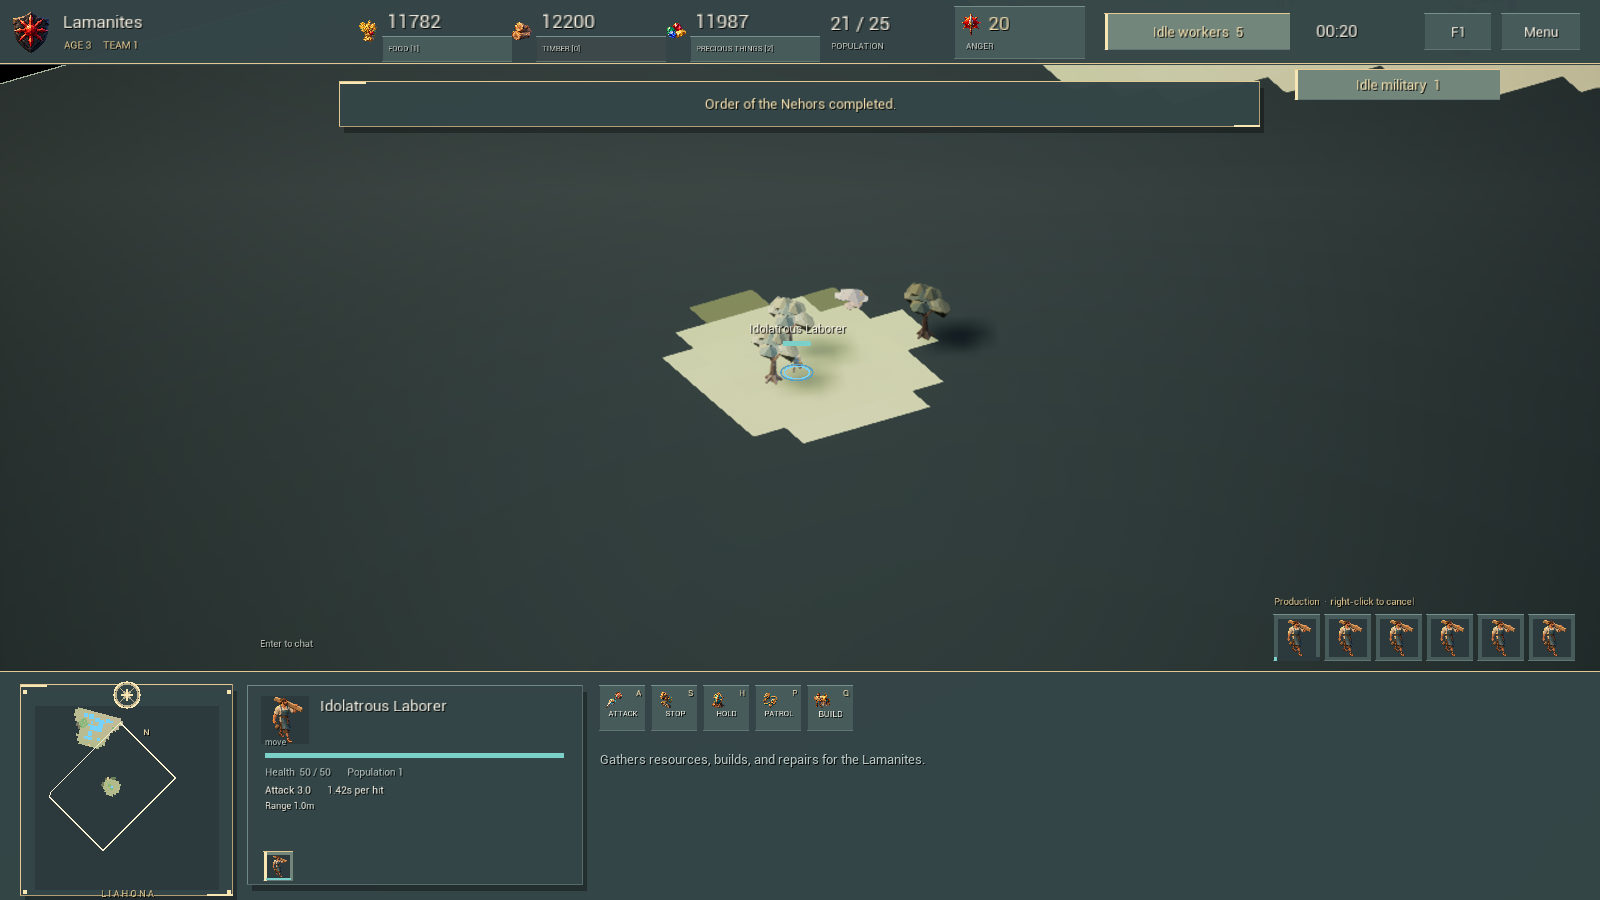 Lamanites
AGE 3 TEAM 1
11782
FOOD [1]
12200
TIMBER [0]
11987
PRECIOUS THINGS [2]
21 / 25
POPULATION
20
ANGER
Idle workers 5
00:20
F1
Menu
Idle military 1
Order of the Nehors completed.
Idolatrous Laborer
Production · right-click to cancel
Enter to chat
N
LIAHONA
Idolatrous Laborer
move
Health 50 / 50 Population 1
Attack 3.0 1.42s per hit
Range 1.0m
A
ATTACK
S
STOP
H
HOLD
P
PATROL
Q
BUILD
Gathers resources, builds, and repairs for the Lamanites.